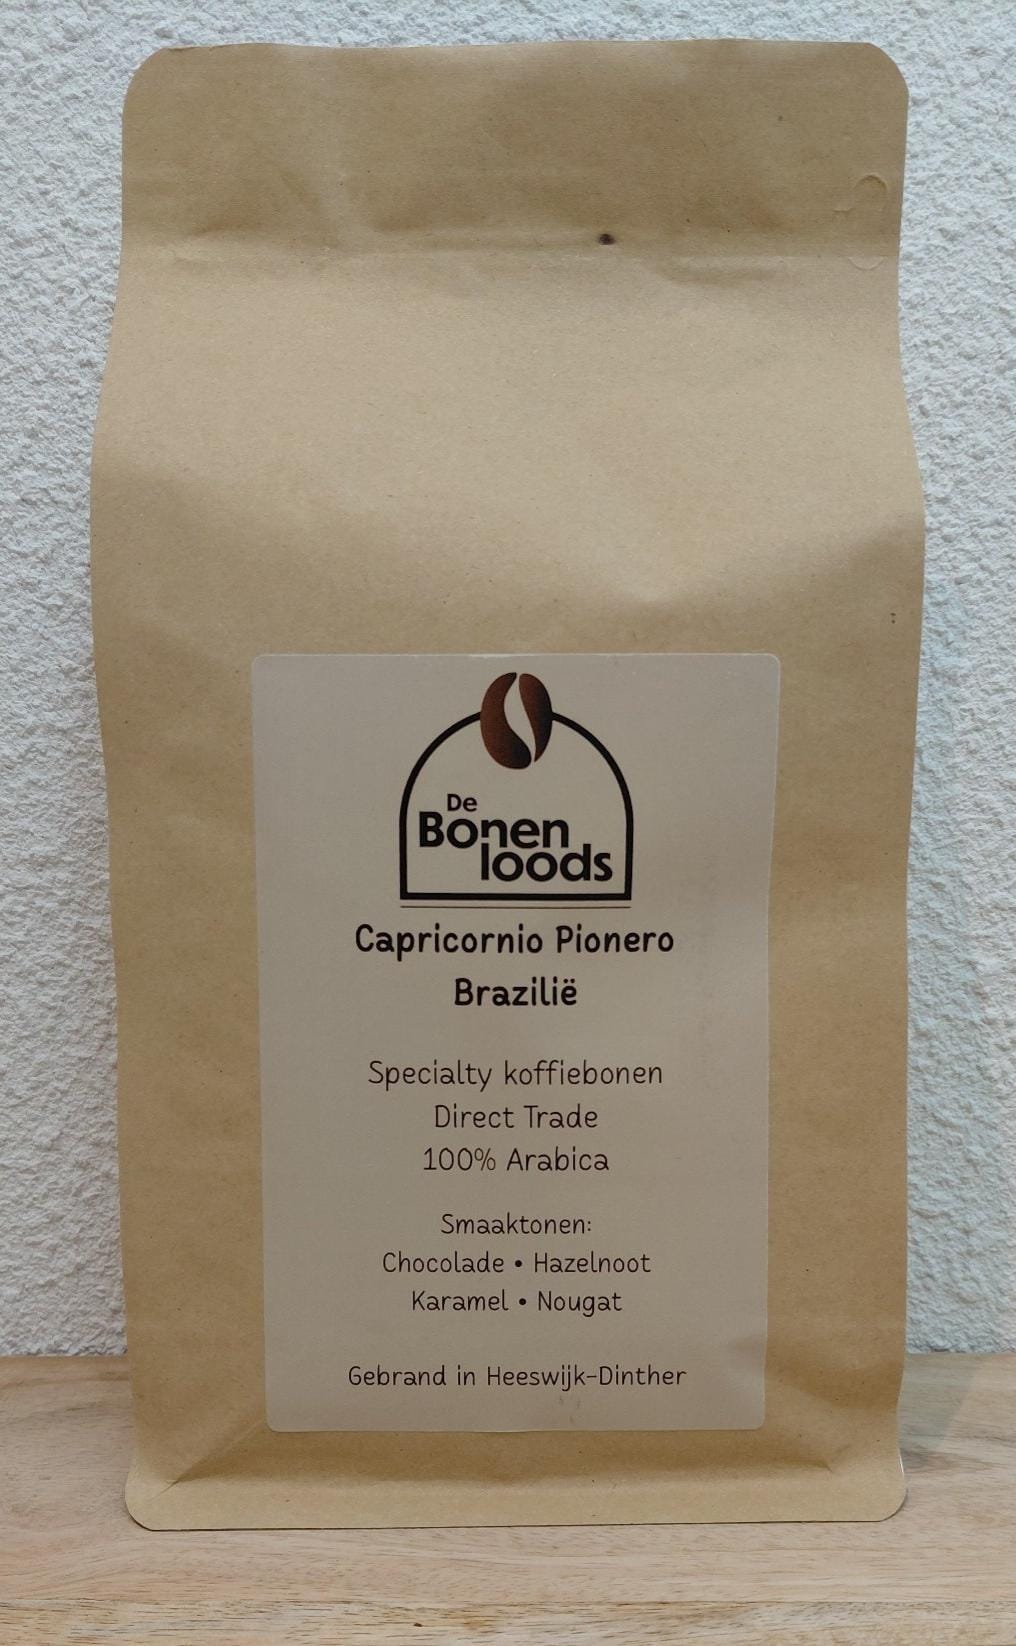 De
Bonen
loods
Capricornio Pionero
Brazilië
Specialty koffiebonen
Direct Trade
100% Arabica
Smaaktonen:
Chocolade • Hazelnoot
Karamel • Nougat
Gebrand in Heeswijk-Dinther